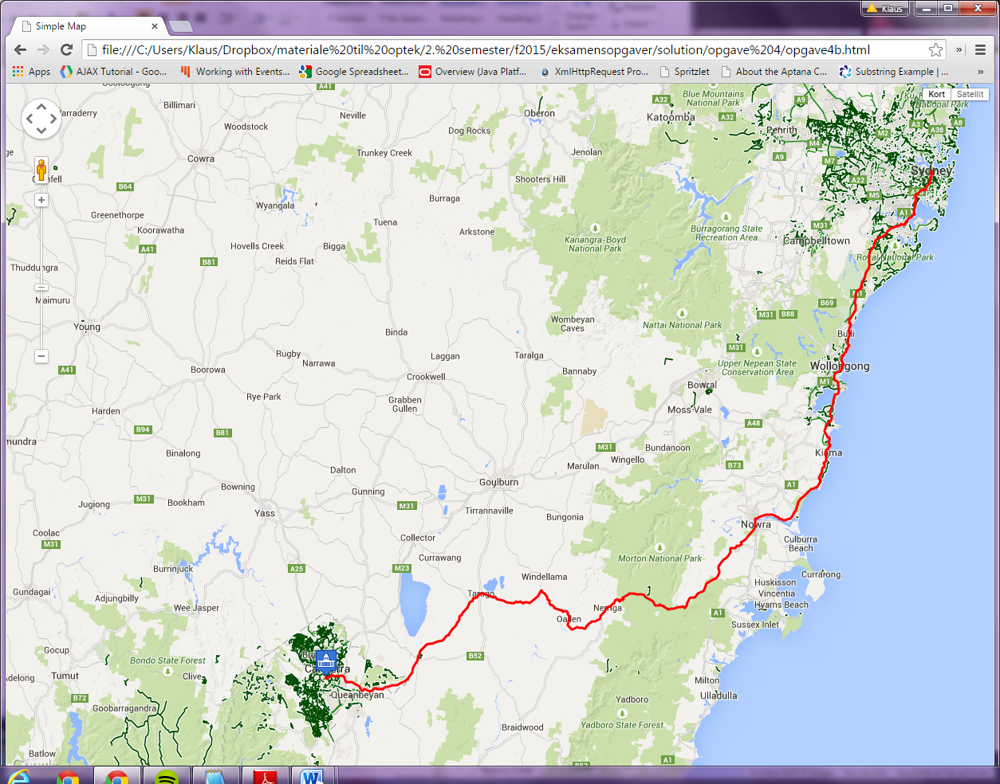 Klaus
Simple Map
file:///C:/Users/Klaus/Dropbox/materiale%20til%20optek/2.%20semester/f2015/eksamensopgaver/solution/opgave%204/opgave4b.html
Apps
AJAX Tutorial - Goo...
Working with Events...
Google Spreadsheet...
Overview (Java Platf...
XmlHttpRequest Pro...
Spritzlet
About the Aptana C...
Substring Example | ...
»
Kort
Satellit
A41
Billimari
Neville
Oberon
A32
Blue Mountains
National Park
Katoomba
A32
A9
A3
A8
A38
National Park
Woodstock
Dog Rocks
Penrith
M4
M2
Trunkey Creek
Jenolan
Cowra
A9
M7
Sydney
Shooters Hill
A22
M5
B64
Burraga
Wyangala
Greenethorpe
Tuena
A1
Koorawatha
Arkstone
Burragorang State
Recreation Area
M31
Kanangra-Boyd
National Park
Campbelltown
Hovells Creek
Bigga
A41
B81
Reids Flat
Royal National Park
Thuddungra
Maimuru
B69
Wombeyan
Caves
Nattai National Park
M31
B88
Young
Binda
Bulli
Rugby
Narrawa
Laggan
Taralga
M31
Upper Nepean State
Conservation Area
Wollongong
A41
Boorowa
Crookwell
Bannaby
M1
Bowral
Rye Park
Grabben
Gullen
Harden
Moss Vale
A48
B94
B81
Binalong
M31
Bundanoon
Kiama
Wingello
Marulan
B73
Dalton
Bowning
Gunning
Goulburn
A1
M31
Bookham
Jugiong
Yass
M31
Tirrannaville
Bungonia
Nowra
Coolac
M31
Collector
Culburra
Beach
Currawang
Morton National Park
Burrinjuck
A25
M23
Windellama
Currarong
Huskisson
Gundagai
Adjungbilly
Tarago
Vincentia
Wee Jasper
Nerriga
Hyams Beach
Oallen
A1
Sussex Inlet
Gocup
Bondo State Forest
B52
Canberra
Tumut
Clive
Milton
Queanbeyan
Ulladulla
B72
Yadboro
Goobarragandra
Yadboro State Forest
Braidwood
Batlow
A1
B52